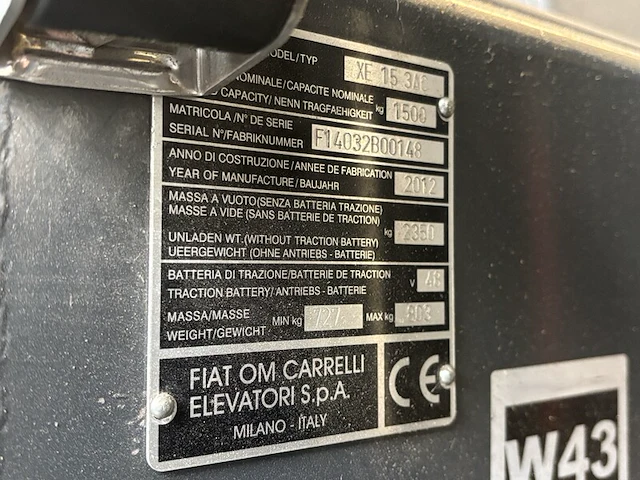 MODEL/TYP XE 15 3AC
NOMINALE/CAPACITE NOMINALE
CAPACITY/NENN TRAGFAEHIGKEIT kg 1500
MATRICOLA/N° DE SERIE
SERIAL N°/FABRIKNUMMER F14032B00148
ANNO DI COSTRUZIONE/ANNEE DE FABRICATION
YEAR OF MANUFACTURE/BAUJAHR 2012
MASSA A VUOTO(SENZA BATTERIA TRAZIONE)
MASSE A VIDE (SANS BATTERIE DE TRACTION)
UNLADEN WT.(WITHOUT TRACTION BATTERY) kg 2350
UEERGEWICHT (OHNE ANTRIEBS - BATTERIE)
BATTERIA DI TRAZIONE/BATTERIE DE TRACTION
TRACTION BATTERY/ ANTRIEBS - BATTERIE V 48
MASSA/MASSE
WEIGHT/GEWICHT MIN kg 727 MAX kg 803
FIAT OM CARRELLI
ELEVATORI S.p.A.
MILANO - ITALY
CE
W43